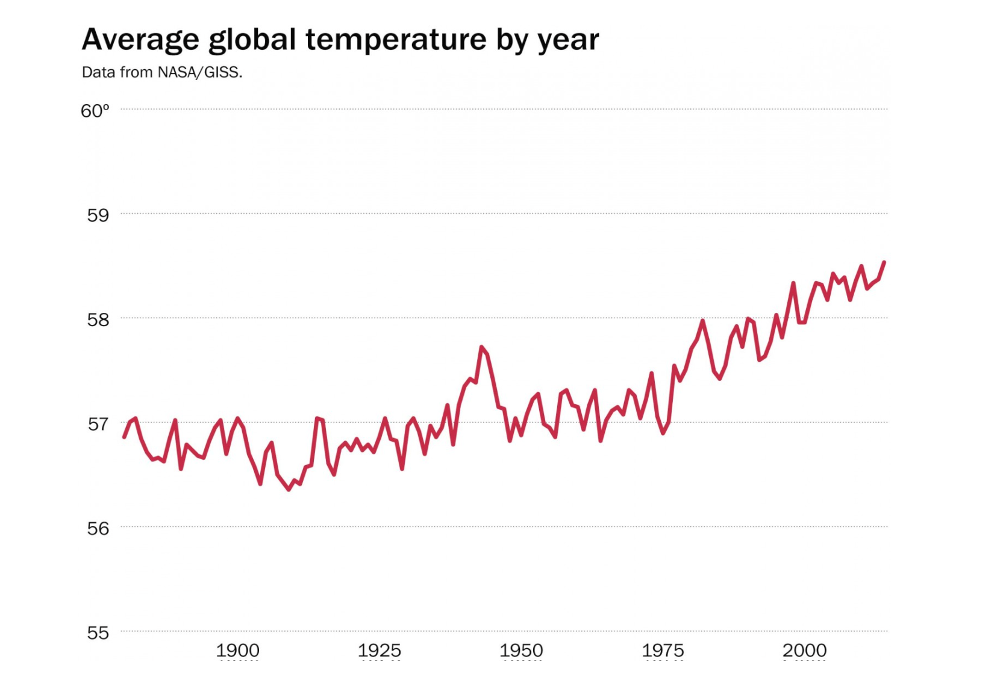 Average global temperature by year
Data from NASA/GISS.
60º
59
58
57
56
55
1900 1925 1950 1975 2000